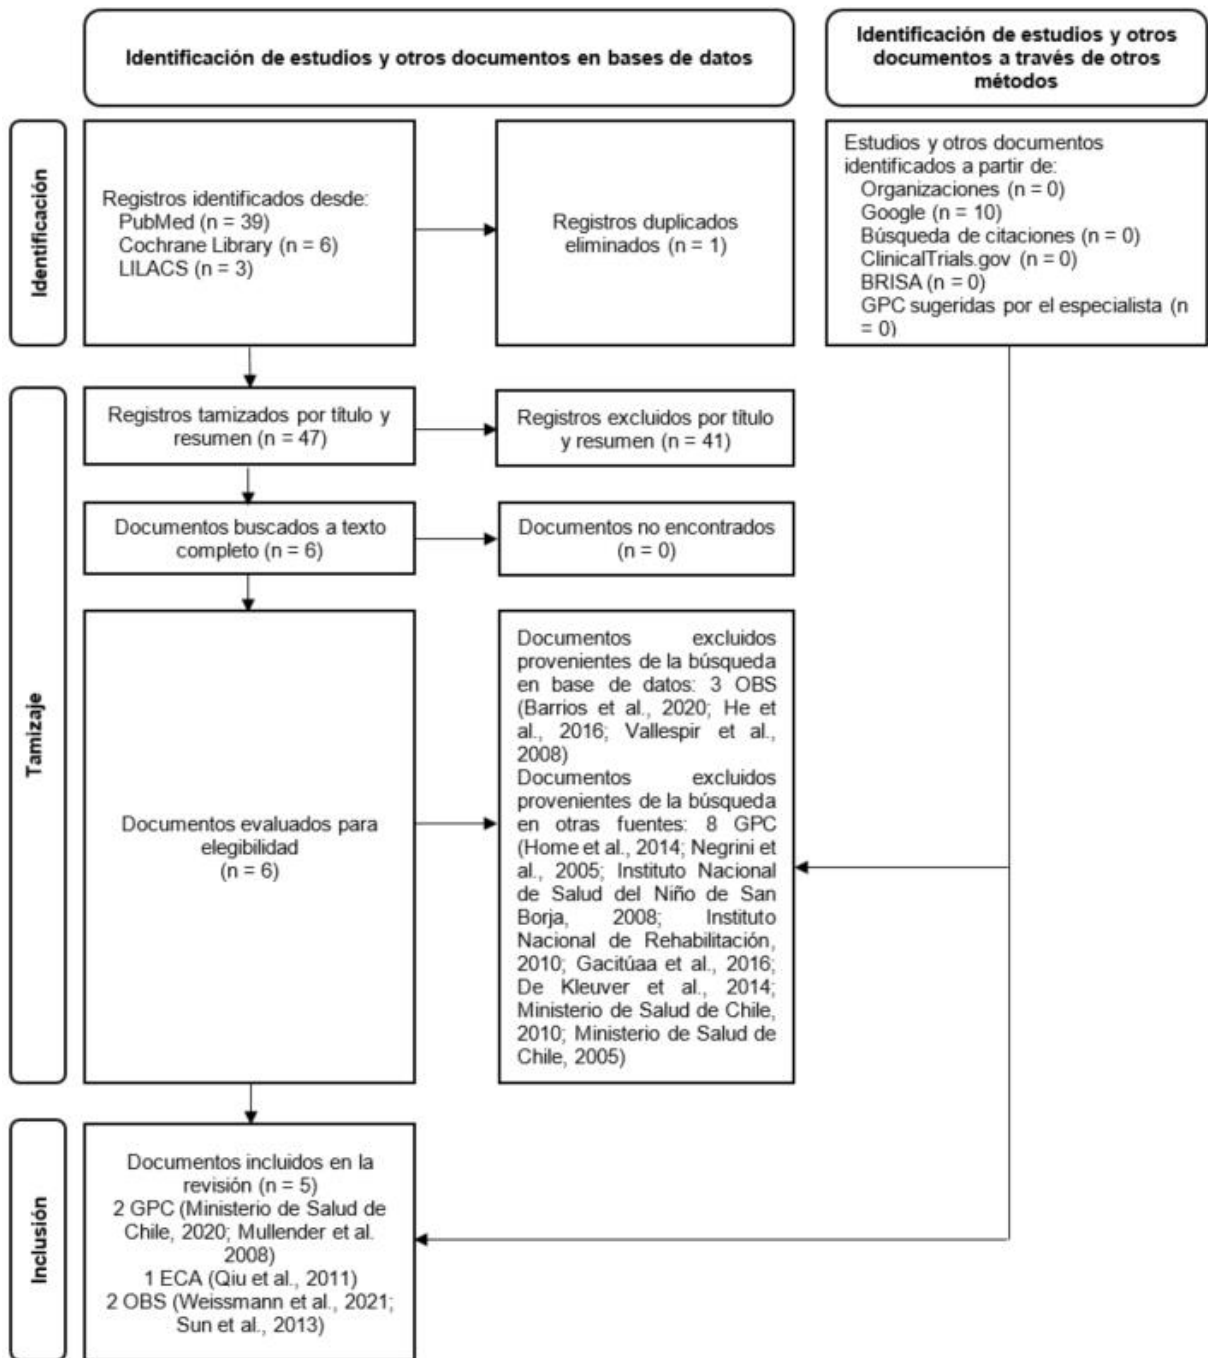 Identificación de estudios y otros documentos en bases de datos
Identificación de estudios y otros
documentos a través de otros
métodos
Identificación
Registros identificados desde:
PubMed (n = 39)
Cochrane Library (n = 6)
LILACS (n = 3)
Registros duplicados
eliminados (n = 1)
Estudios y otros documentos
identificados a partir de:
Organizaciones (n = 0)
Google (n = 10)
Búsqueda de citaciones (n = 0)
ClinicalTrials.gov (n = 0)
BRISA (n = 0)
GPC sugeridas por el especialista (n
= 0)
Tamizaje
Registros tamizados por título y
resumen (n = 47)
Registros excluidos por título
y resumen (n = 41)
Documentos buscados a texto
completo (n = 6)
Documentos no encontrados
(n = 0)
Documentos evaluados para
elegibilidad
(n = 6)
Documentos excluidos
provenientes de la búsqueda
en base de datos: 3 OBS
(Barrios et al., 2020; He et
al., 2016; Vallespir et al.,
2008)
Documentos excluidos
provenientes de la búsqueda
en otras fuentes: 8 GPC
(Home et al., 2014; Negrini et
al., 2005; Instituto Nacional
de Salud del Niño de San
Borja, 2008; Instituto
Nacional de Rehabilitación,
2010; Gacitúaa et al., 2016;
De Kleuver et al., 2014;
Ministerio de Salud de Chile,
2010; Ministerio de Salud de
Chile, 2005)
Inclusión
Documentos incluidos en la
revisión (n = 5)
2 GPC (Ministerio de Salud de
Chile, 2020; Mullender et al.
2008)
1 ECA (Qiu et al., 2011)
2 OBS (Weissmann et al., 2021;
Sun et al., 2013)